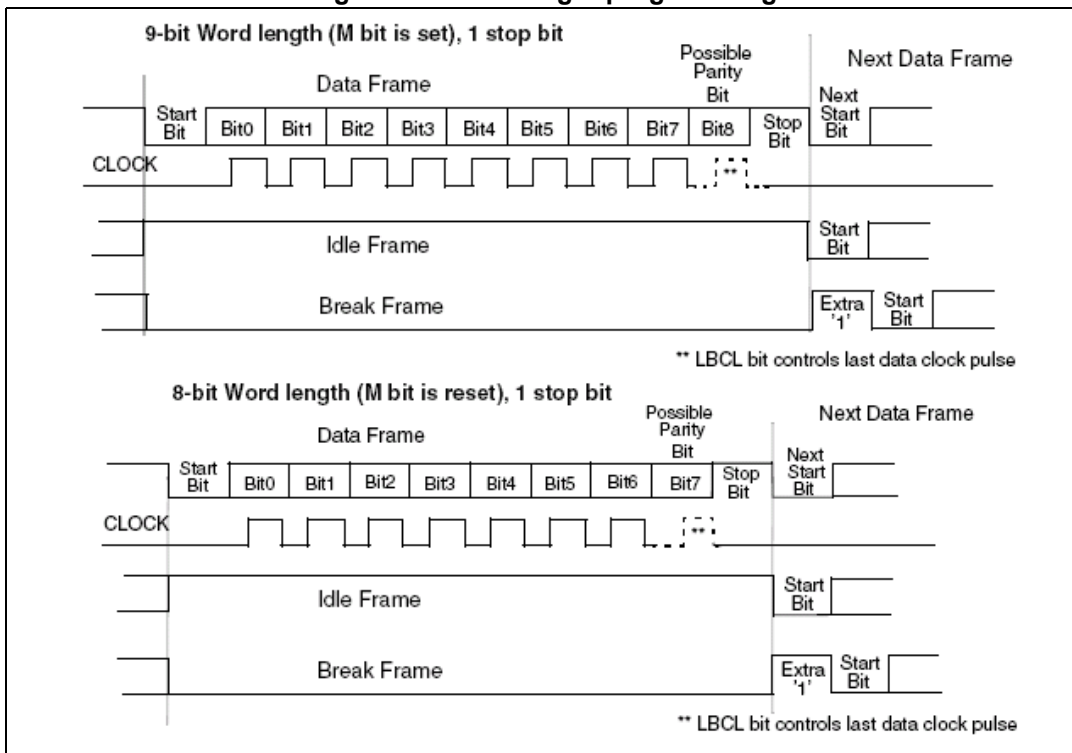 9-bit Word length (M bit is set), 1 stop bit
Possible
Parity
Bit
Next Data Frame
Data Frame
Start
Bit
Bit0
Bit1
Bit2
Bit3
Bit4
Bit5
Bit6
Bit7
Bit8
Stop
Bit
Next
Start
Bit
CLOCK
**
Idle Frame
Start
Bit
Break Frame
Extra
'1'
Start
Bit
** LBCL bit controls last data clock pulse
8-bit Word length (M bit is reset), 1 stop bit
Possible
Parity
Bit
Next Data Frame
Data Frame
Start
Bit
Bit0
Bit1
Bit2
Bit3
Bit4
Bit5
Bit6
Bit7
Stop
Bit
Next
Start
Bit
CLOCK
**
Idle Frame
Start
Bit
Break Frame
Extra
'1'
Start
Bit
** LBCL bit controls last data clock pulse